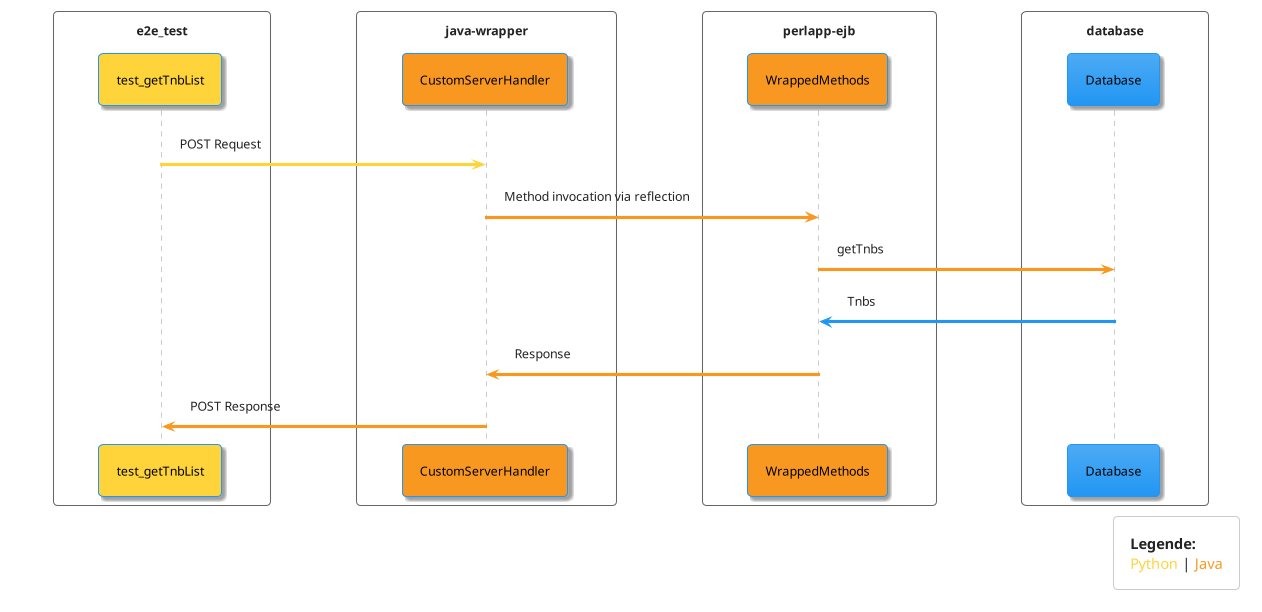 e2e_test
java-wrapper
perlapp-ejb
database
test_getTnbList
CustomServerHandler
WrappedMethods
Database
POST Request
Method invocation via reflection
getTnbs
Tnbs
Response
POST Response
test_getTnbList
CustomServerHandler
WrappedMethods
Database
Legende:
Python | Java